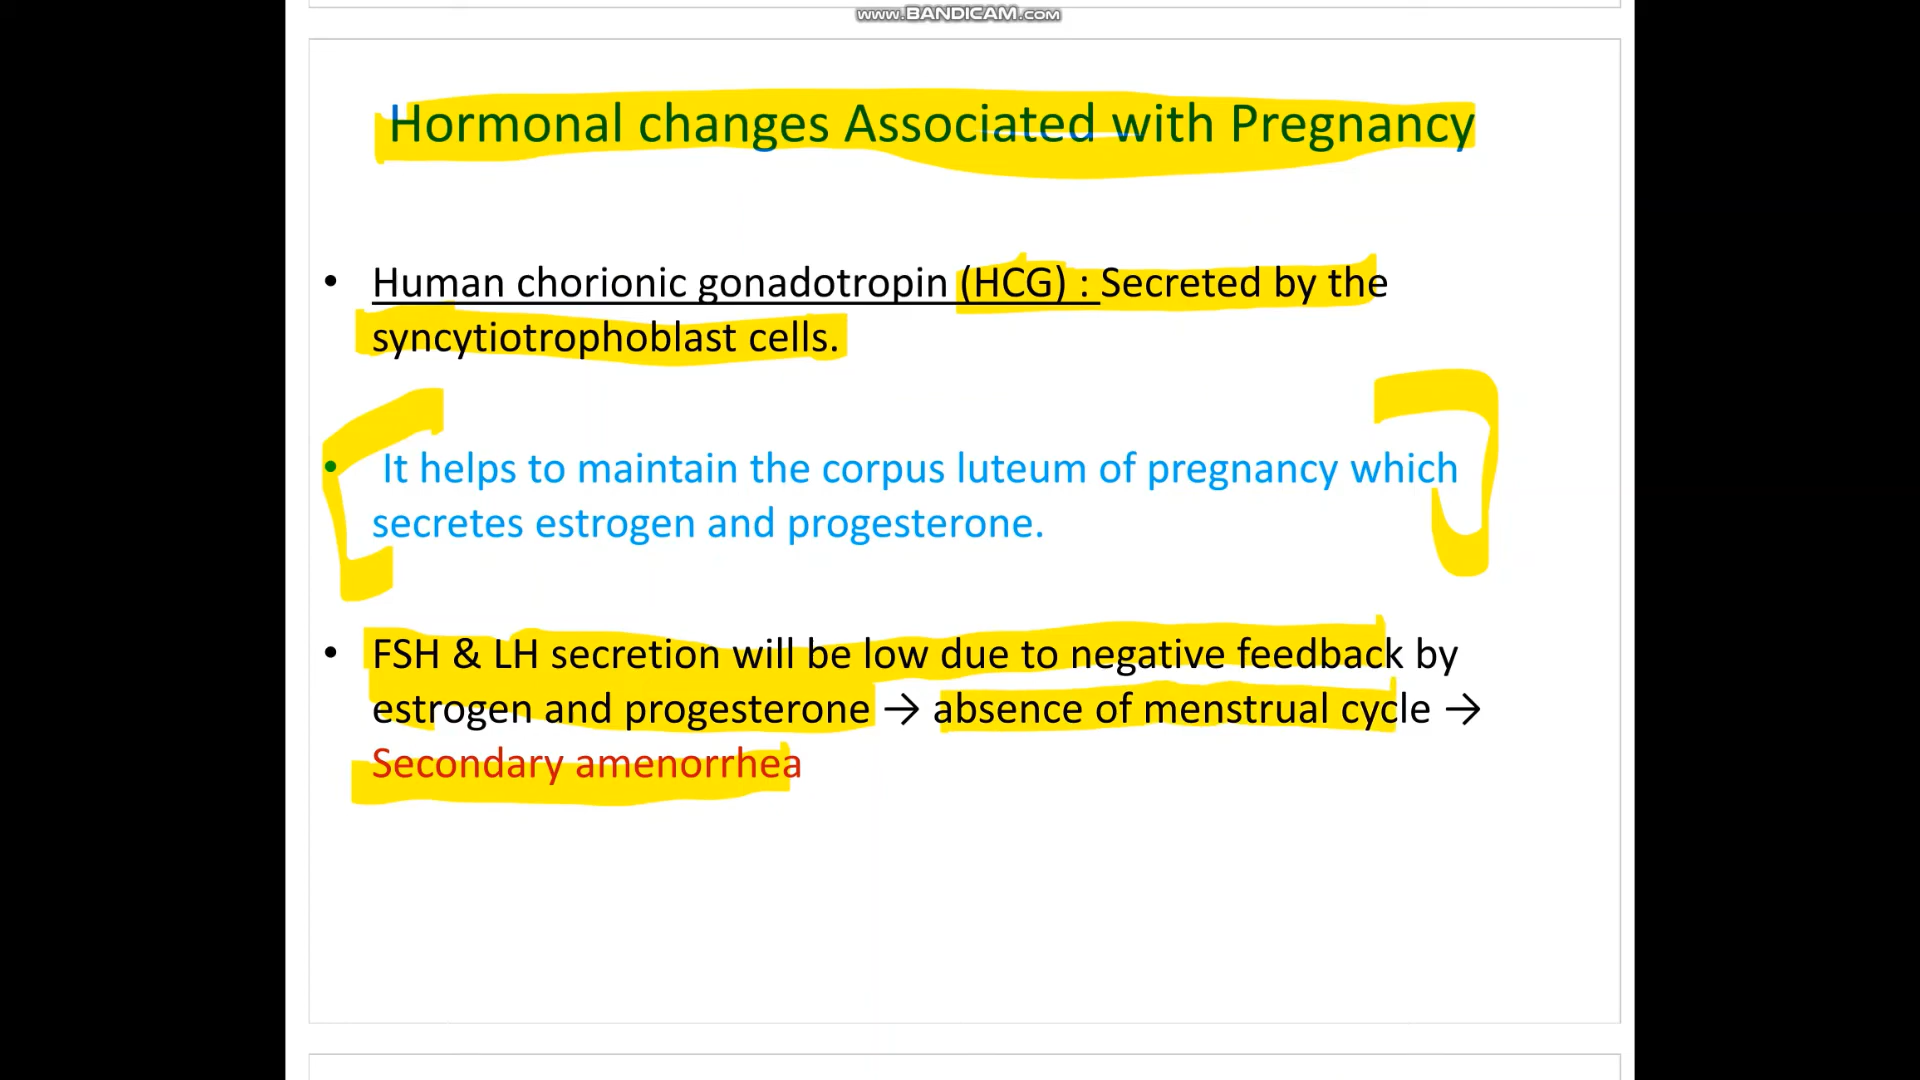 www.BANDICAM.com
Hormonal changes Associated with Pregnancy
• Human chorionic gonadotropin (HCG) : Secreted by the
syncytiotrophoblast cells.
• It helps to maintain the corpus luteum of pregnancy which
secretes estrogen and progesterone.
• FSH & LH secretion will be low due to negative feedback by
estrogen and progesterone → absence of menstrual cycle →
Secondary amenorrhea